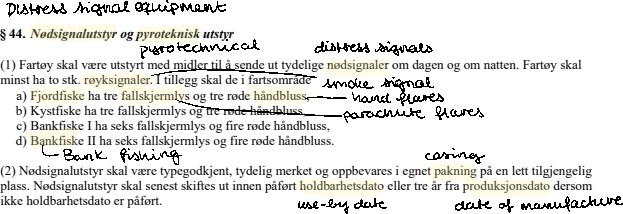 Distress signal equipment
§ 44. Nødsignalutstyr og pyroteknisk utstyr
pyrotechnical distress signals
(1) Fartøy skal være utstyrt med midler til å sende ut tydelige nødsignaler om dagen og om natten. Fartøy skal
minst ha to stk. røyksignaler. I tillegg skal de i fartsområde
smoke signal
a) Fjordfiske ha tre fallskjermlys og tre røde håndbluss,
hand flares
b) Kystfiske ha tre fallskjermlys og tre røde håndbluss,
parachute flares
c) Bankfiske I ha seks fallskjermlys og fire røde håndbluss,
d) Bankfiske II ha seks fallskjermlys og fire røde håndbluss.
Bank fishing
casing
(2) Nødsignalutstyr skal være typegodkjent, tydelig merket og oppbevares i egnet pakning på en lett tilgjengelig
plass. Nødsignalutstyr skal senest skiftes ut innen påført holdbarhetsdato eller tre år fra produksjonsdato dersom
ikke holdbarhetsdato er påført.
use-by date
date of manufacture